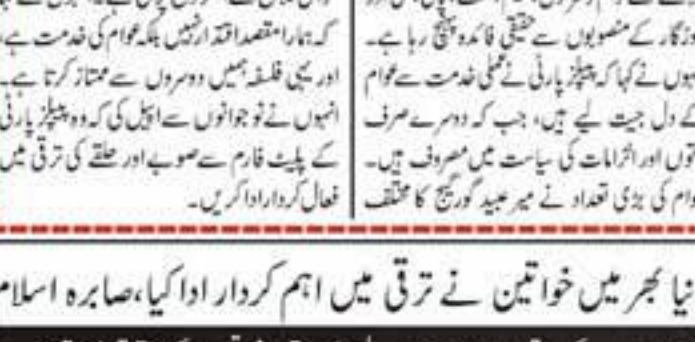 روزگار کے منصوبوں سے حقیقی فائدہ پہنچ رہا ہے۔
نے کہا کہ پیپلز پارٹی نے عملی خدمت سے عوام
کے دل جیت لیے ہیں، جب کہ دوسرے صرف
اور الزامات کی سیاست میں مصروف ہیں۔
کی بڑی تعداد نے میر عبید گورگیج کا مختلف
کہ ہمارا مقصد اقتدار نہیں بلکہ عوام کی خدمت ہے،
اور یہی فلسفہ ہمیں دوسروں سے ممتاز کرتا ہے۔
انہوں نے نوجوانوں سے اپیل کی کہ وہ پیپلز پارٹی
کے پلیٹ فارم سے صوبے اور حلقے کی ترقی میں
فعال کردار ادا کریں۔
بھر میں خواتین نے ترقی میں اہم کردار ادا کیا، صابرہ اسلام